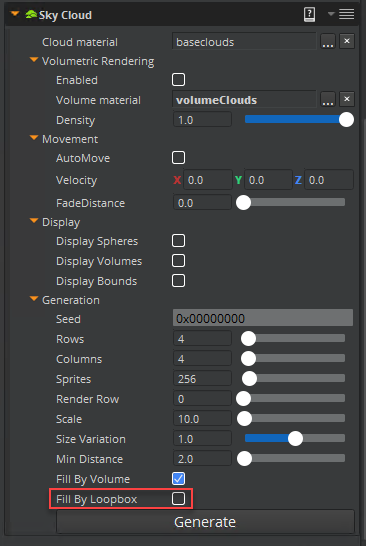 Sky Cloud
Cloud material baseclouds ... ×
Volumetric Rendering
Enabled
Volume material volumeClouds ... ×
Density 1.0
Movement
AutoMove
Velocity X 0.0 Y 0.0 Z 0.0
FadeDistance 0.0
Display
Display Spheres
Display Volumes
Display Bounds
Generation
Seed 0x00000000
Rows 4
Columns 4
Sprites 256
Render Row 0
Scale 10.0
Size Variation 1.0
Min Distance 2.0
Fill By Volume
Fill By Loopbox
Generate